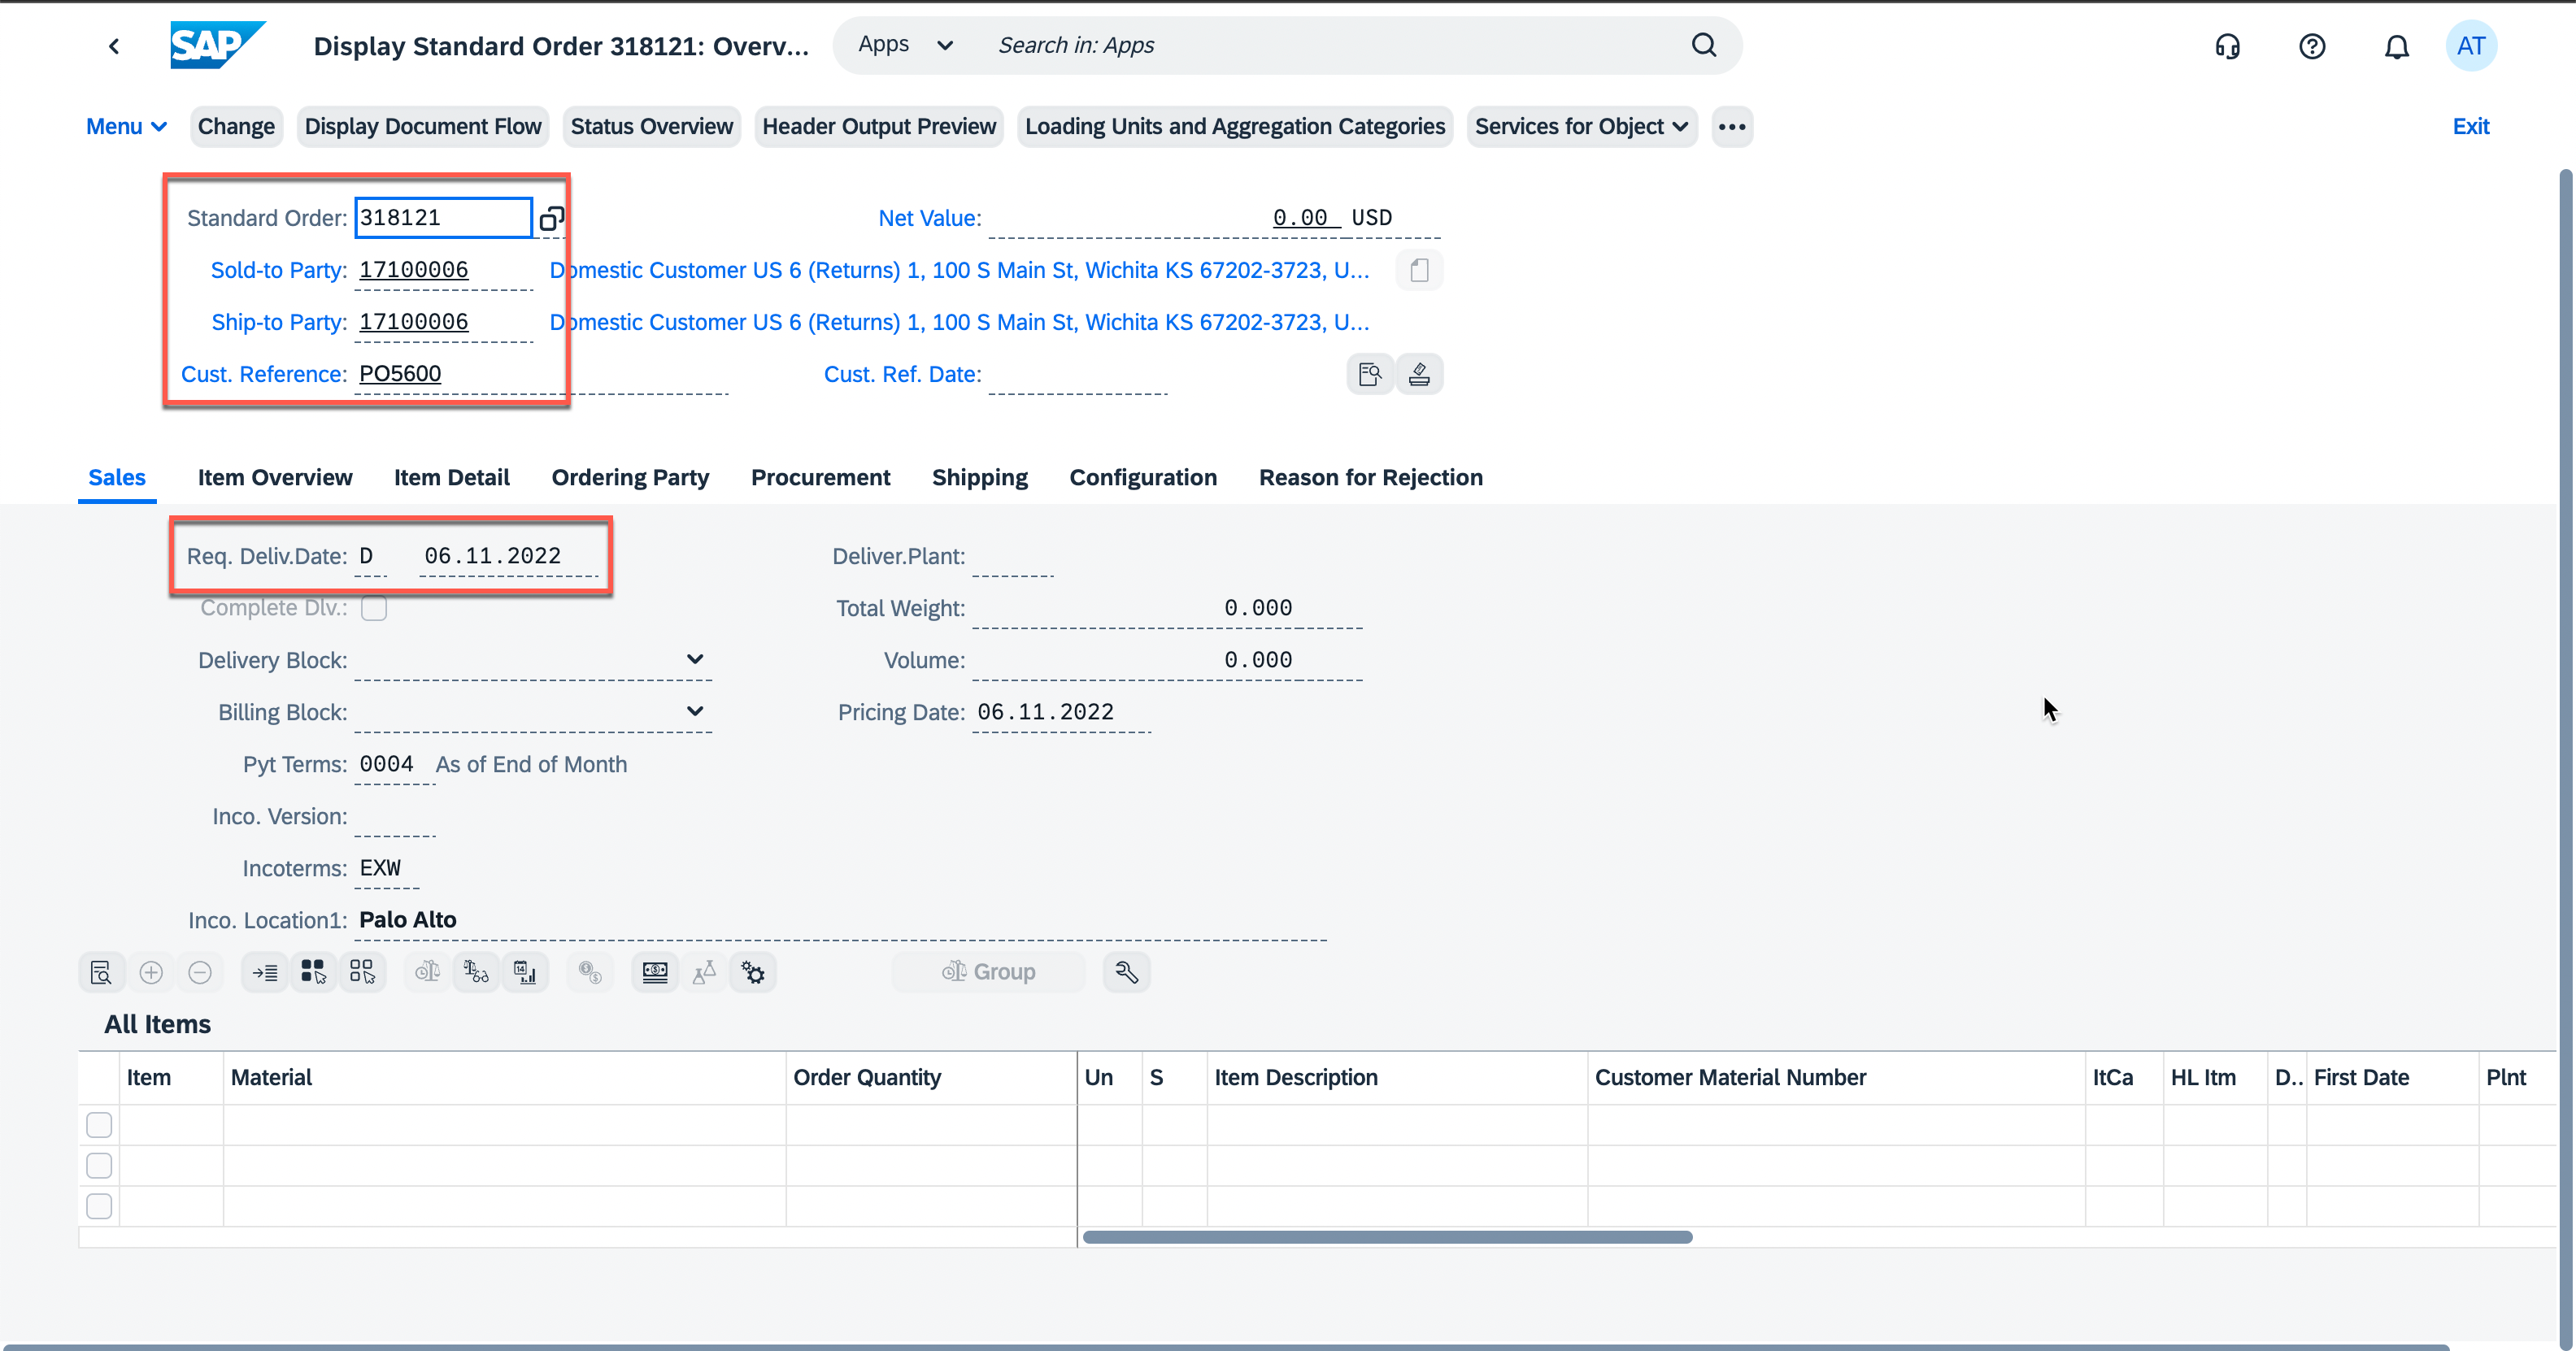 SAP Display Standard Order 318121: Overv... Apps Search in: Apps AT
Menu Change Display Document Flow Status Overview Header Output Preview Loading Units and Aggregation Categories Services for Object ••• Exit
Standard Order: 318121 Net Value: 0.00 USD
Sold-to Party: 17100006 Domestic Customer US 6 (Returns) 1, 100 S Main St, Wichita KS 67202-3723, U...
Ship-to Party: 17100006 Domestic Customer US 6 (Returns) 1, 100 S Main St, Wichita KS 67202-3723, U...
Cust. Reference: PO5600 Cust. Ref. Date:
Sales Item Overview Item Detail Ordering Party Procurement Shipping Configuration Reason for Rejection
Req. Deliv.Date: D 06.11.2022 Deliver.Plant:
Complete Dlv.: Total Weight: 0.000
Delivery Block: Volume: 0.000
Billing Block: Pricing Date: 06.11.2022
Pyt Terms: 0004 As of End of Month
Inco. Version:
Incoterms: EXW
Inco. Location1: Palo Alto
Group
All Items
Item Material Order Quantity Un S Item Description Customer Material Number ItCa HL Itm D.. First Date Plnt